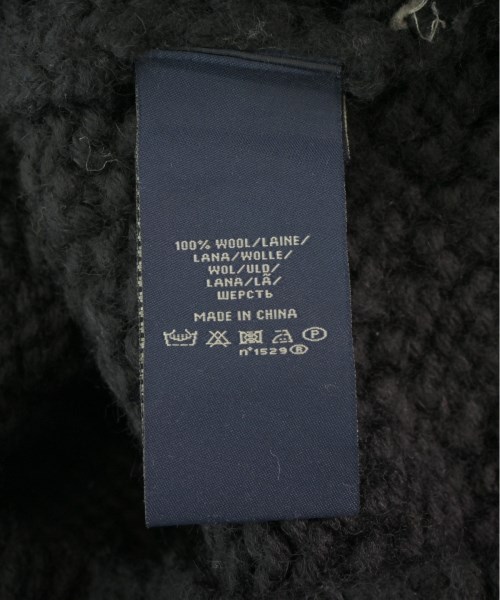 100% WOOL/LAINE/
LANA/WOLLE/
WOL/ULD/
LANA/LÃ/
ШЕРСТЬ
MADE IN CHINA
P
n°1529®